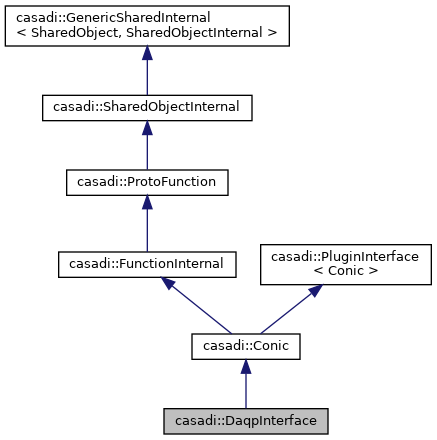 casadi::GenericSharedInternal
< SharedObject, SharedObjectInternal >
casadi::SharedObjectInternal
casadi::ProtoFunction
casadi::FunctionInternal
casadi::PluginInterface
< Conic >
casadi::Conic
casadi::DaqpInterface